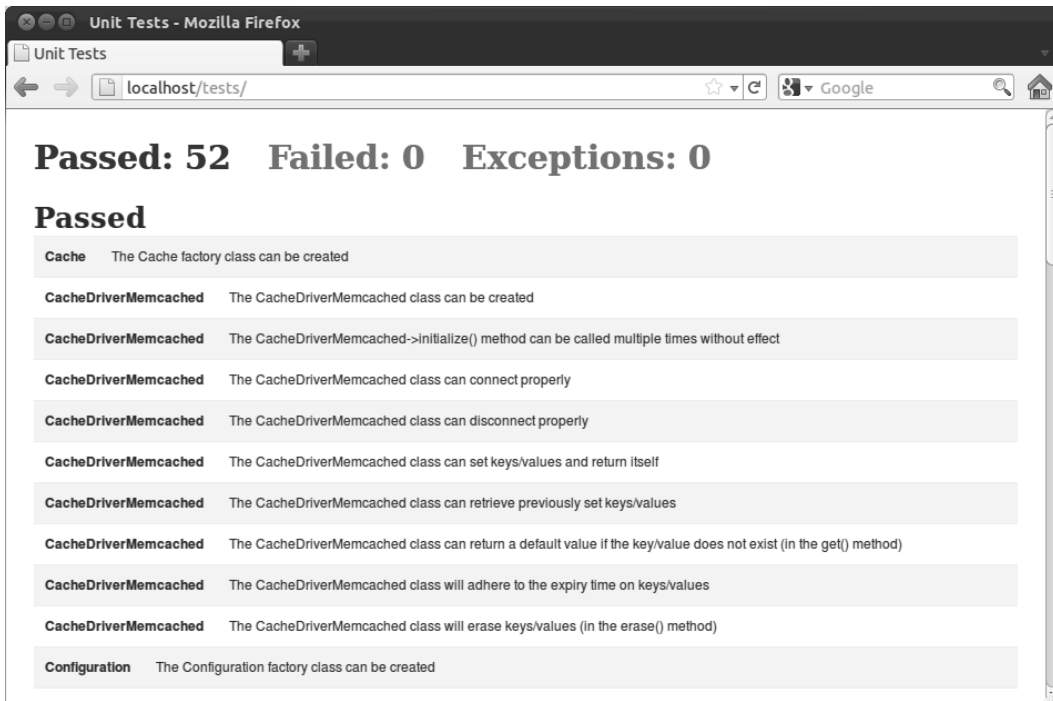 Unit Tests - Mozilla Firefox
Unit Tests
localhost/tests/ Google
Passed: 52 Failed: 0 Exceptions: 0
Passed
Cache The Cache factory class can be created
CacheDriverMemcached The CacheDriverMemcached class can be created
CacheDriverMemcached The CacheDriverMemcached->initialize() method can be called multiple times without effect
CacheDriverMemcached The CacheDriverMemcached class can connect properly
CacheDriverMemcached The CacheDriverMemcached class can disconnect properly
CacheDriverMemcached The CacheDriverMemcached class can set keys/values and return itself
CacheDriverMemcached The CacheDriverMemcached class can retrieve previously set keys/values
CacheDriverMemcached The CacheDriverMemcached class can return a default value if the key/value does not exist (in the get() method)
CacheDriverMemcached The CacheDriverMemcached class will adhere to the expiry time on keys/values
CacheDriverMemcached The CacheDriverMemcached class will erase keys/values (in the erase() method)
Configuration The Configuration factory class can be created